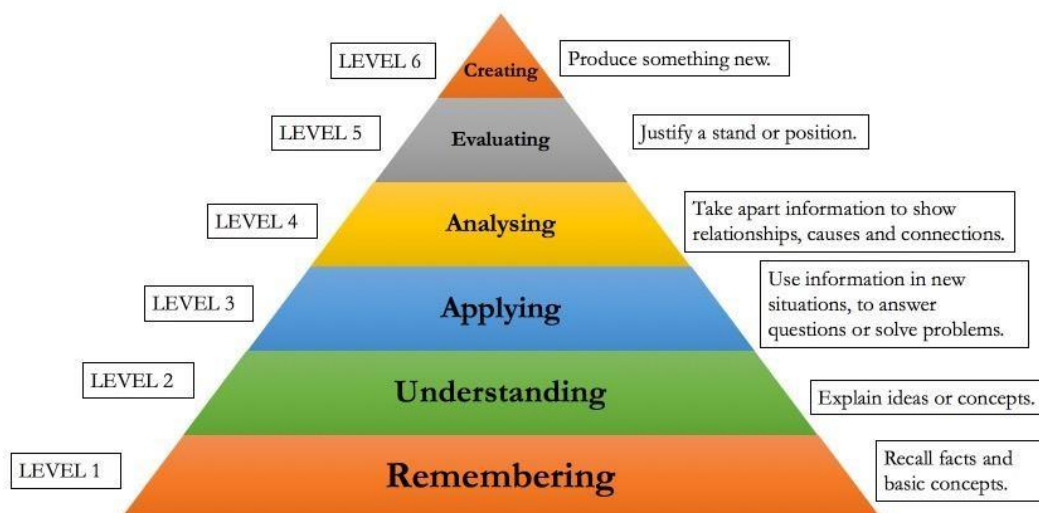 LEVEL 6
Creating
Produce something new.
LEVEL 5
Evaluating
Justify a stand or position.
LEVEL 4
Analysing
Take apart information to show
relationships, causes and connections.
LEVEL 3
Applying
Use information in new
situations, to answer
questions or solve problems.
LEVEL 2
Understanding
Explain ideas or concepts.
LEVEL 1
Remembering
Recall facts and
basic concepts.